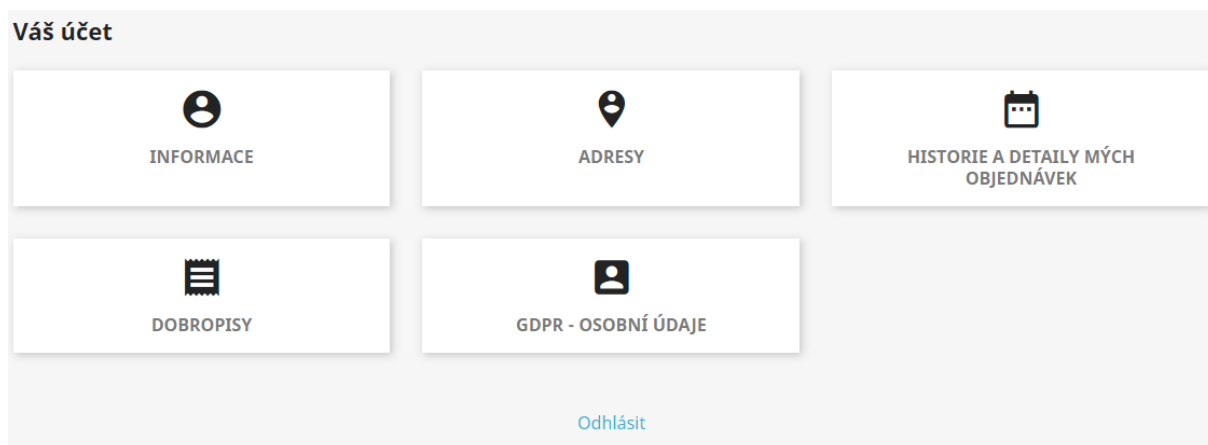 Váš účet
INFORMACE
ADRESY
HISTORIE A DETAILY MÝCH
OBJEDNÁVEK
DOBROPISY
GDPR - OSOBNÍ ÚDAJE
Odhlásit